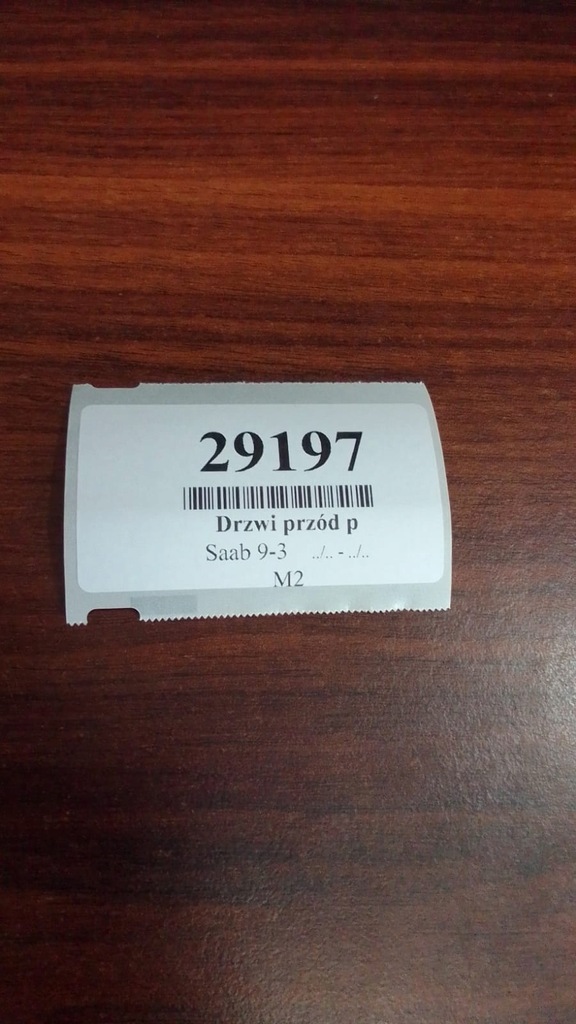 29197
Drzwi przód p
Saab 9-3 ../.. - ../..
M2